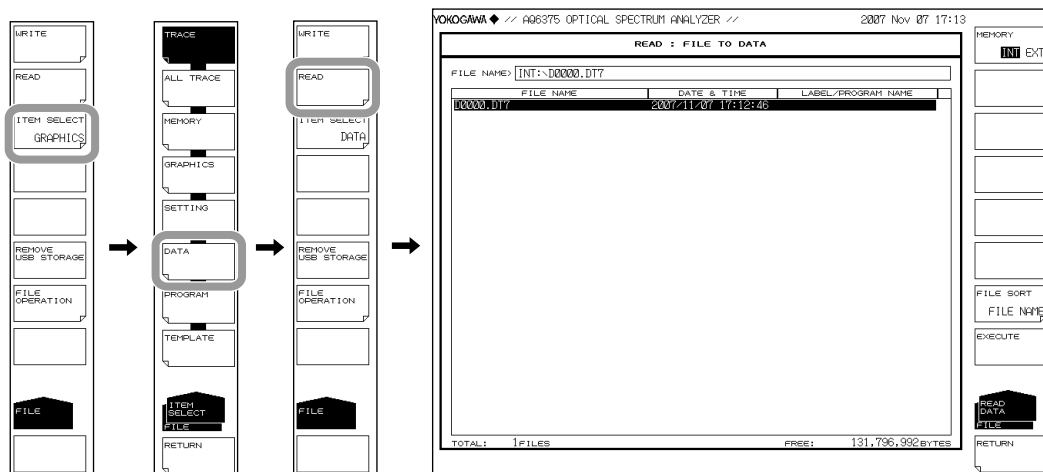 WRITE
READ
ITEM SELECT
GRAPHICS
REMOVE
USB STORAGE
FILE
OPERATION
FILE
TRACE
ALL TRACE
MEMORY
GRAPHICS
SETTING
DATA
PROGRAM
TEMPLATE
ITEM
SELECT
FILE
RETURN
WRITE
READ
ITEM SELECT
DATA
REMOVE
USB STORAGE
FILE
OPERATION
FILE
YOKOGAWA ◆ // AQ6375 OPTICAL SPECTRUM ANALYZER // 2007 Nov 07 17:13
READ : FILE TO DATA
FILE NAME> INT:\D0000.DT7
FILE NAME DATE & TIME LABEL/PROGRAM NAME
D0000.DT7 2007/11/07 17:12:46
TOTAL: 1FILES FREE: 131,796,992BYTES
MEMORY
INT EXT
FILE SORT
FILE NAME
EXECUTE
READ
DATA
FILE
RETURN